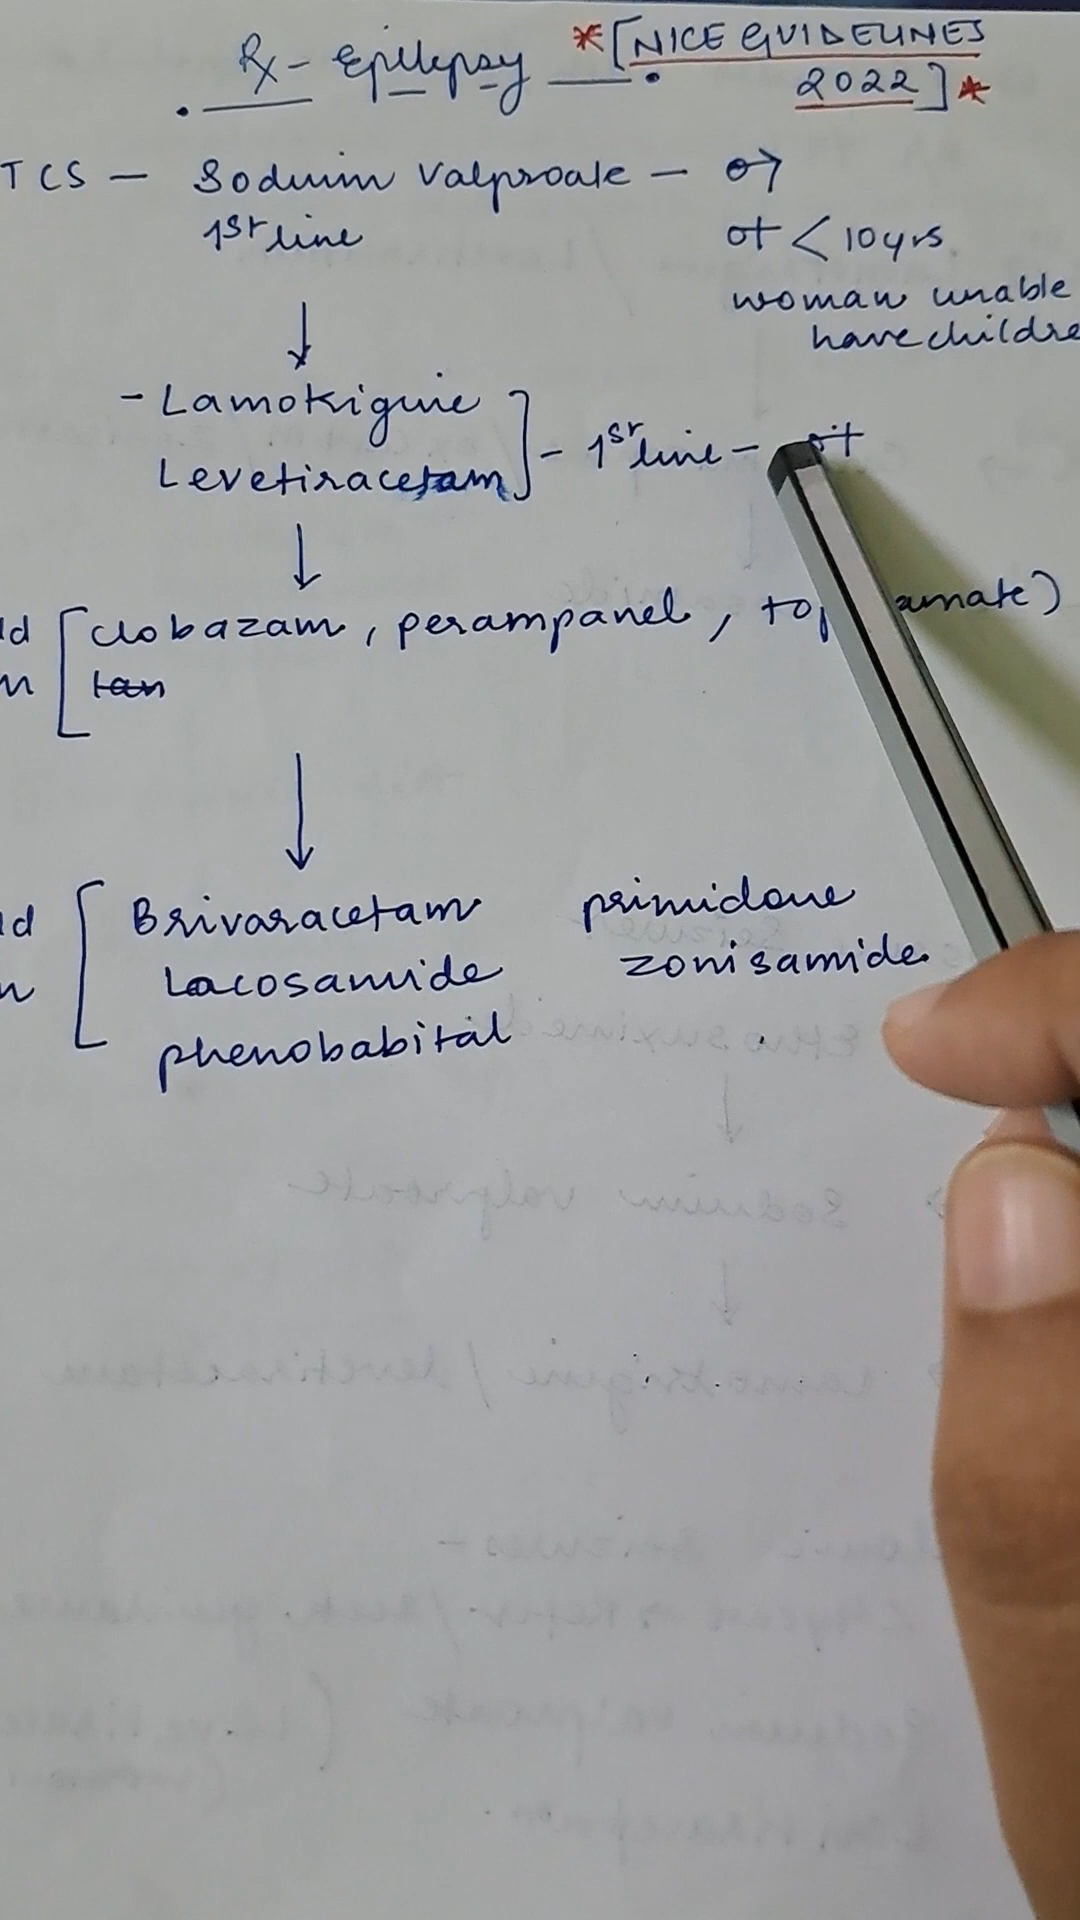 Rx - Epilepsy * [NICE GUIDELINES
2022] *
TCS - Sodium Valproate - ♂
1st line ♀ < 10 yrs
woman unable
have childre
↓
- Lamotrigine
Levetiracetam ] - 1st line - ♀
↓
[ clobazam, perampanel, top amate)
↓
[ Brivaracetam primidone
Lacosamide zonisamide
phenobabital